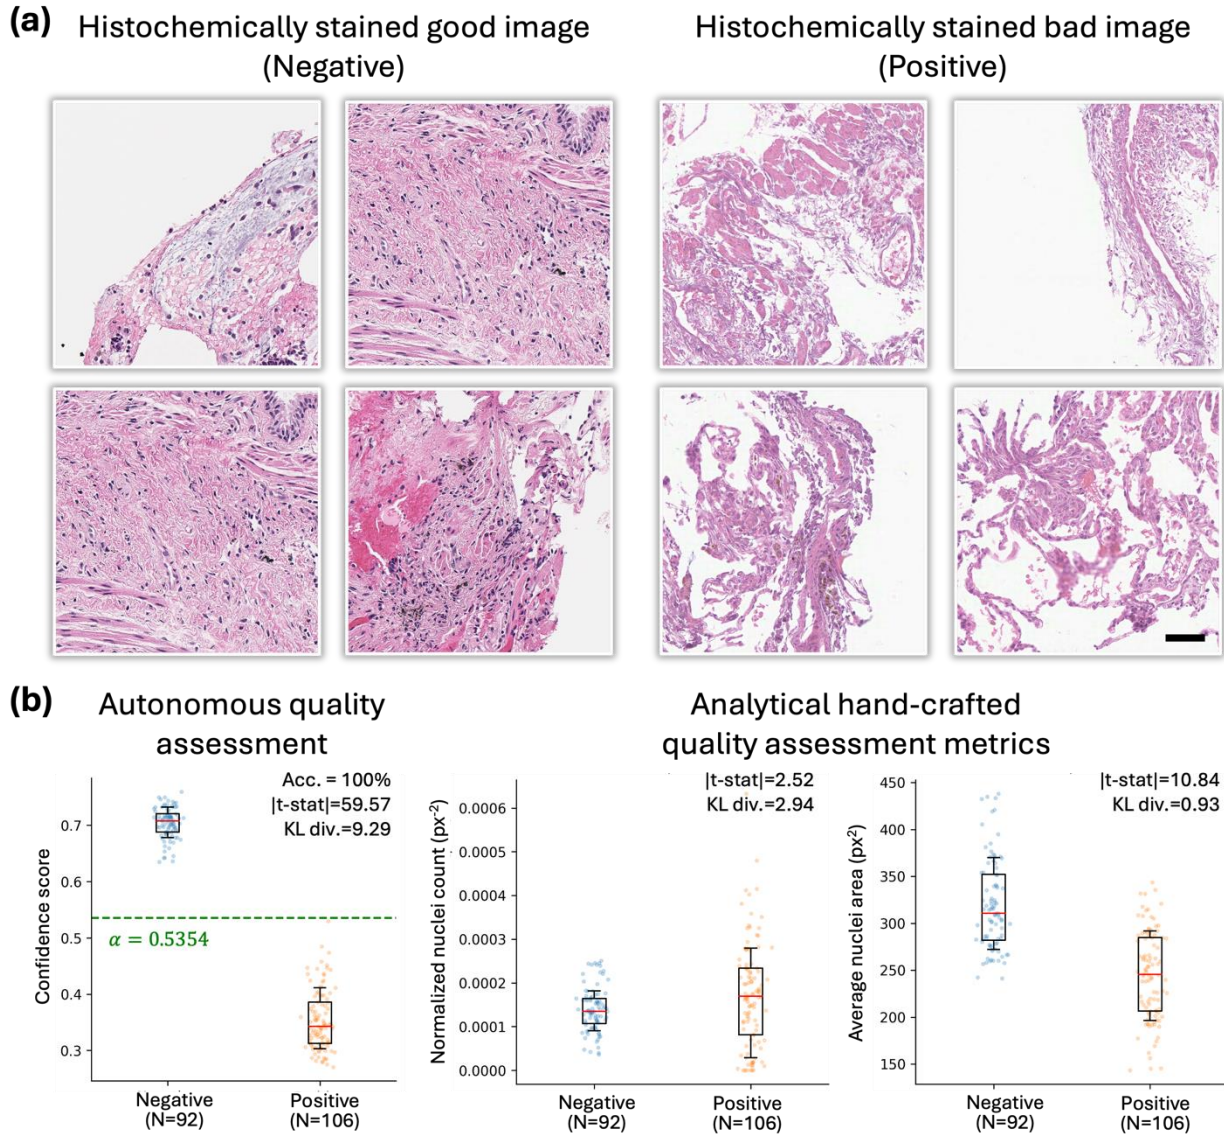 (a)
Histochemically stained good image
(Negative)
Histochemically stained bad image
(Positive)
(b)
Autonomous quality
assessment
Analytical hand-crafted
quality assessment metrics
Confidence score
0.7
0.6
0.5
0.4
0.3
Acc. = 100%
|t-stat|=59.57
KL div.=9.29
α = 0.5354
Negative
(N=92)
Positive
(N=106)
Normalized nuclei count (px⁻²)
0.0006
0.0005
0.0004
0.0003
0.0002
0.0001
0.0000
|t-stat|=2.52
KL div.=2.94
Negative
(N=92)
Positive
(N=106)
Average nuclei area (px²)
450
400
350
300
250
200
150
|t-stat|=10.84
KL div.=0.93
Negative
(N=92)
Positive
(N=106)